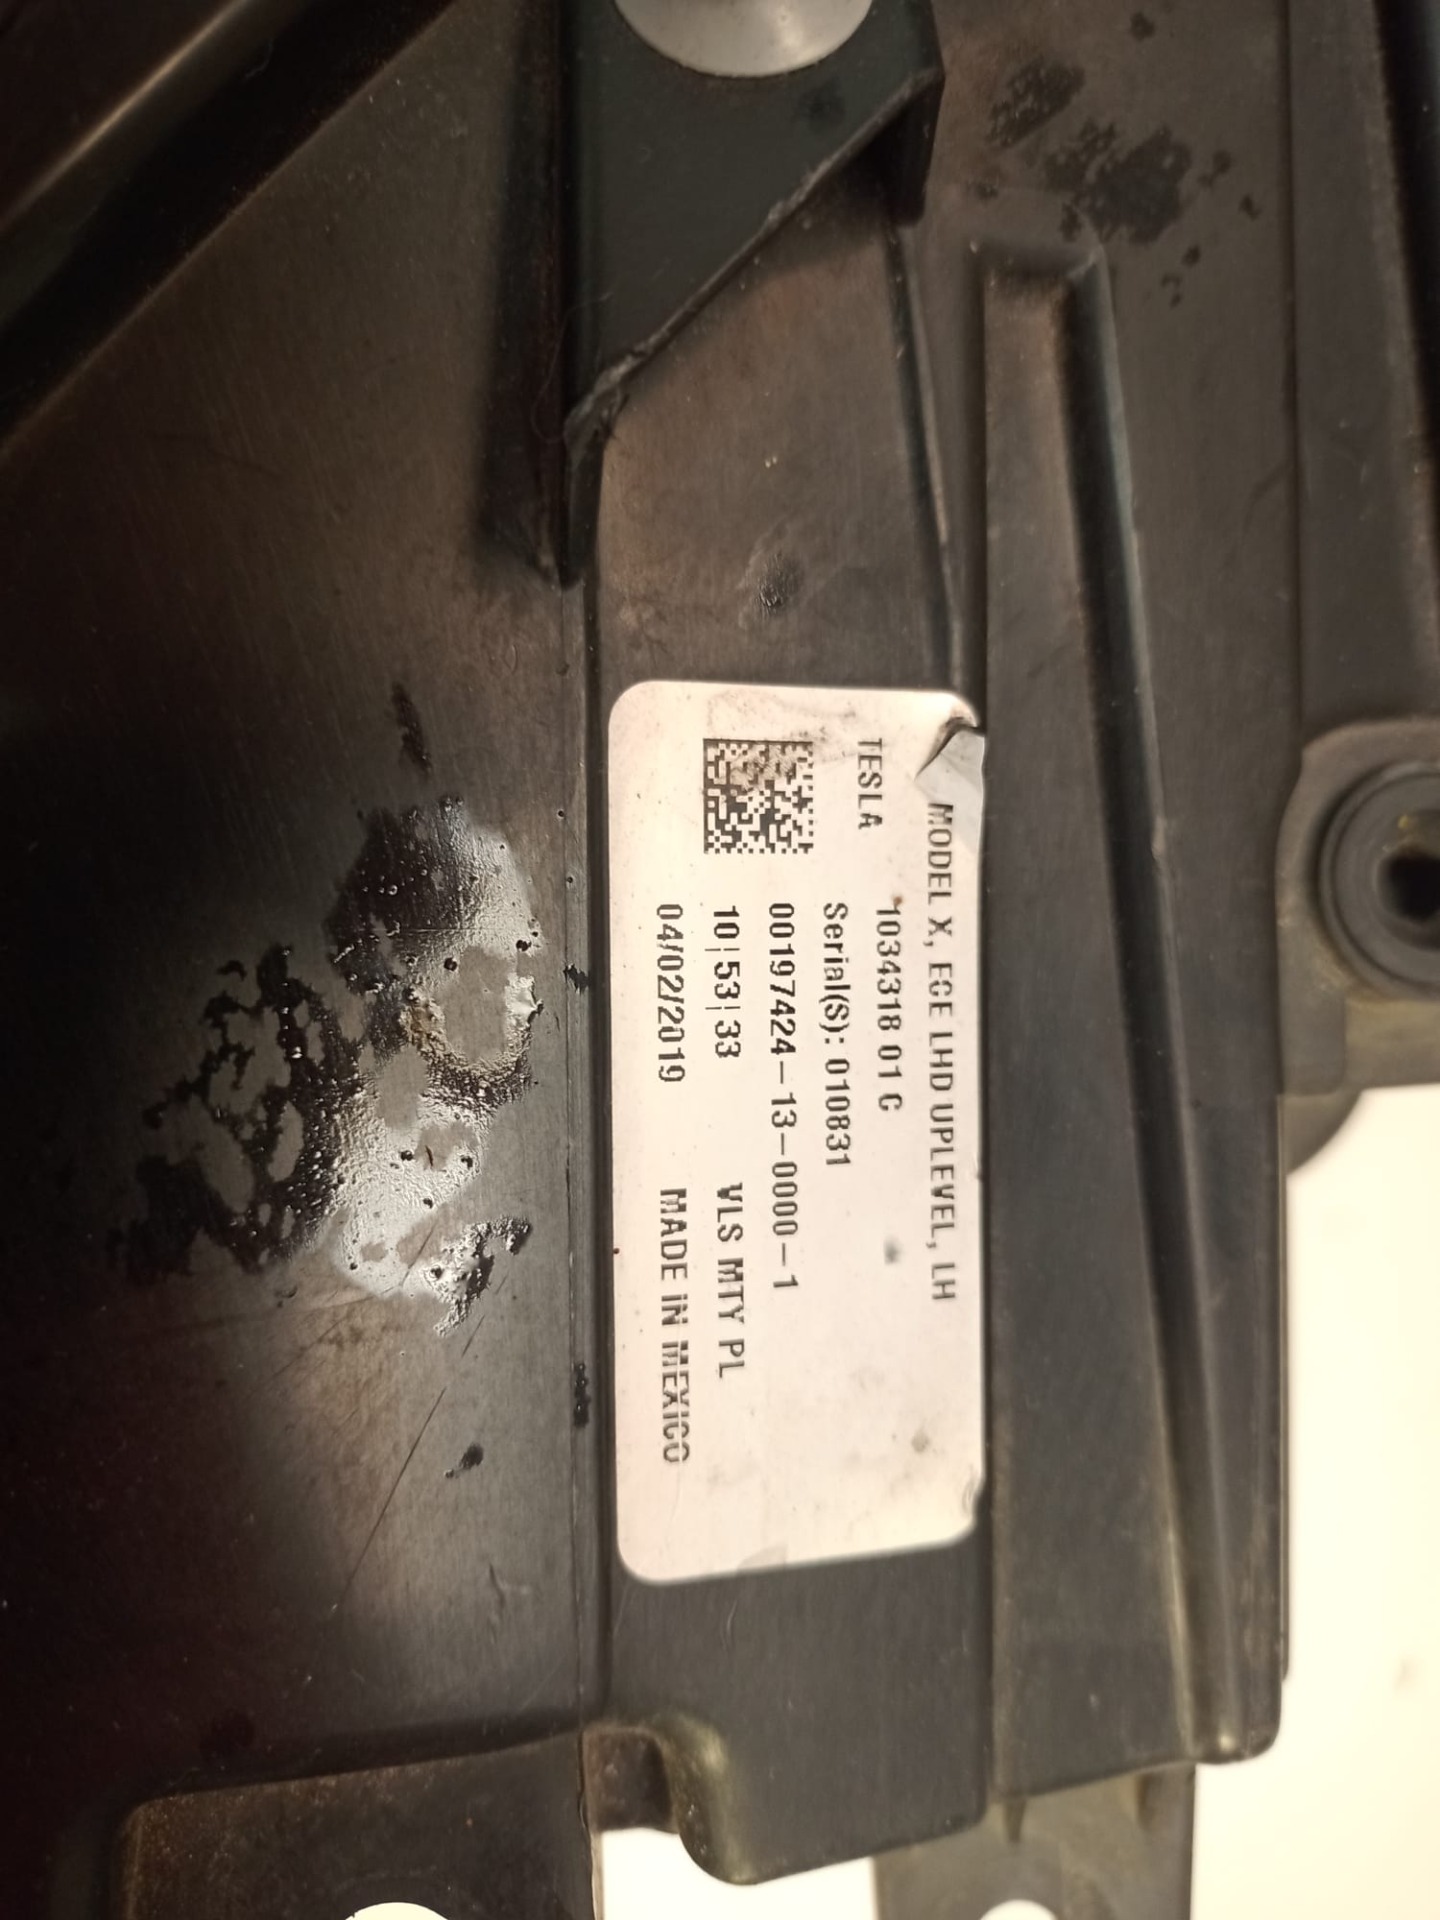 MODEL X, ECE LHD UPLEVEL, LH
TESLA
1034318 01 C
Serial(S): 010831
00197424-13-0000-1
10|53|33 VLS MTY PL
04/02/2019 MADE IN MEXICO